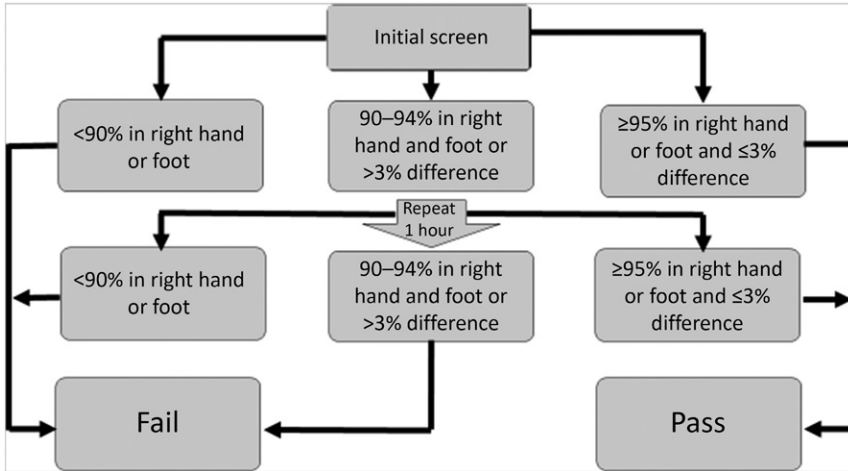 Initial screen
<90% in right hand
or foot
90–94% in right
hand and foot or
>3% difference
≥95% in right hand
or foot and ≤3%
difference
Repeat
1 hour
<90% in right hand
or foot
90–94% in right
hand and foot or
>3% difference
≥95% in right hand
or foot and ≤3%
difference
Fail
Pass